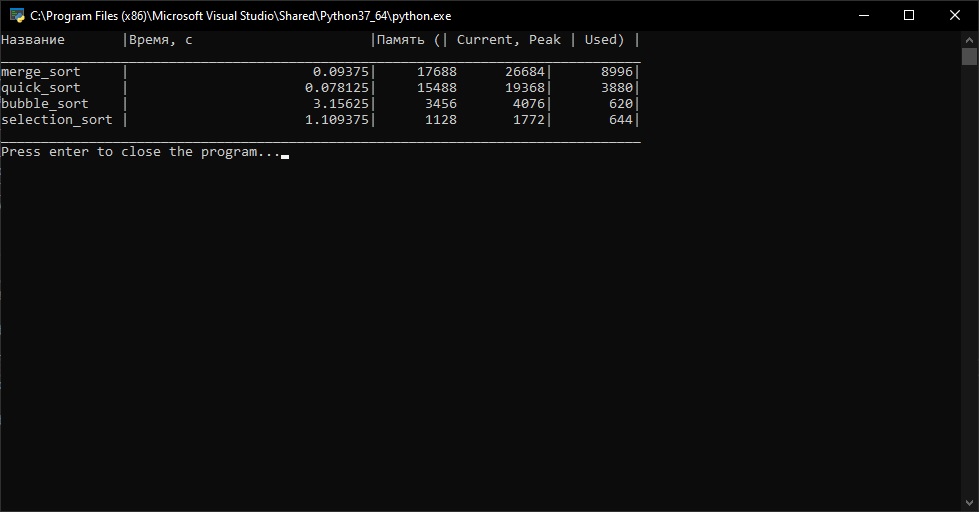 C:\Program Files (x86)\Microsoft Visual Studio\Shared\Python37_64\python.exe
Название       |Время, с                       |Память (| Current, Peak | Used) |
________________________________________________________________________________
merge_sort     |                        0.09375|     17688      26684|      8996|
quick_sort     |                       0.078125|     15488      19368|      3880|
bubble_sort    |                        3.15625|      3456       4076|       620|
selection_sort |                       1.109375|      1128       1772|       644|
________________________________________________________________________________
Press enter to close the program...